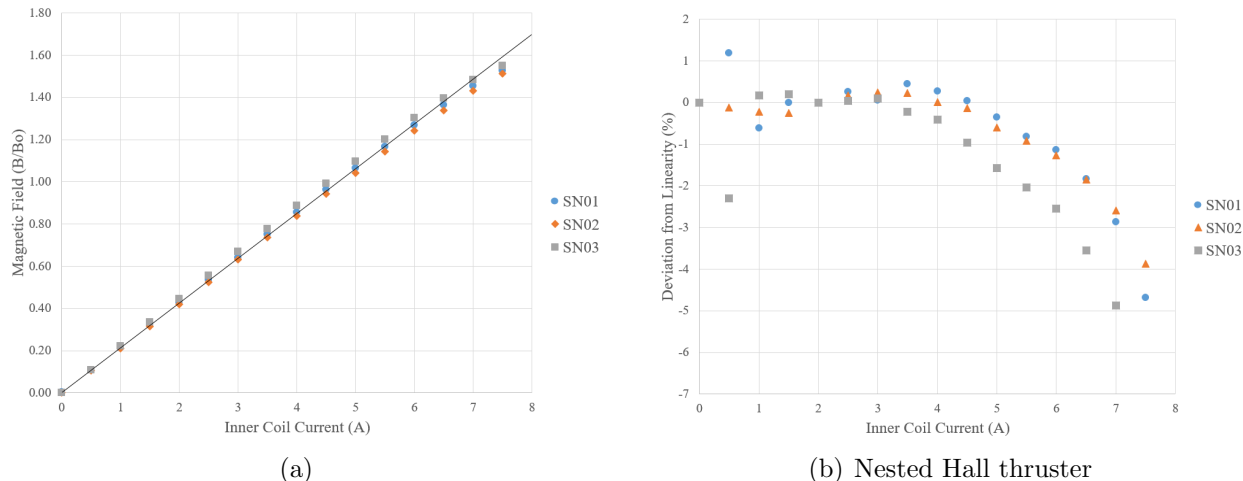 1.80
1.60
1.40
1.20
1.00
0.80
0.60
0.40
0.20
0.00
Magnetic Field (B/Bo)
0 1 2 3 4 5 6 7 8
Inner Coil Current (A)
SN01
SN02
SN03
(a)
2
1
0
-1
-2
-3
-4
-5
-6
-7
Deviation from Linearity (%)
0 1 2 3 4 5 6 7 8
Inner Coil Current (A)
SN01
SN02
SN03
(b) Nested Hall thruster